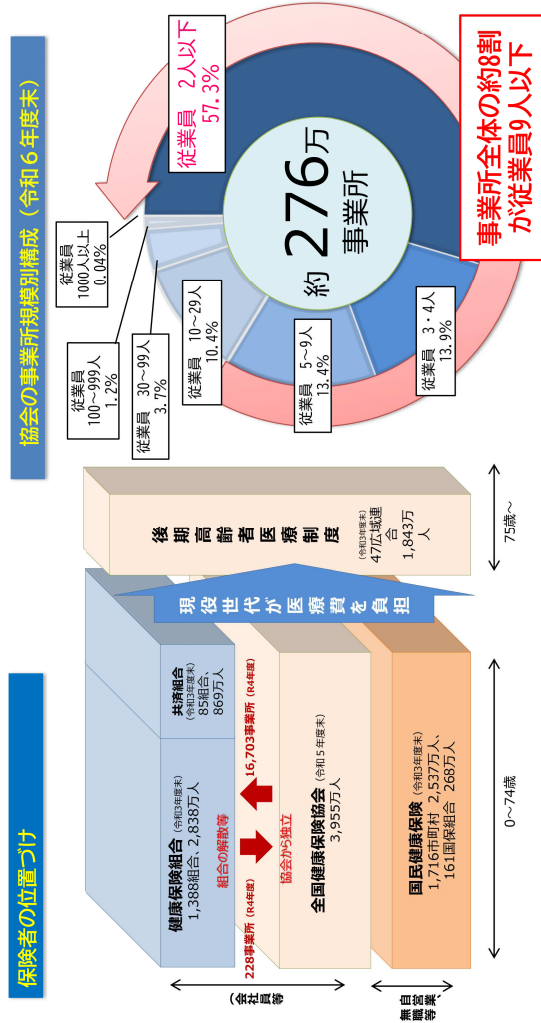 保険者の位置づけ
健康保険組合（令和3年度末）
1,388組合、2,838万人
共済組合
（令和3年度末）
85組合、
869万人
組合の解散等
228事業所（R4年度）
16,703事業所（R4年度）
協会から独立
全国健康保険協会（令和５年度末）
3,955万人
国民健康保険（令和3年度末）
1,716市町村 2,537万人、
161国保組合 268万人
（会社員等
無職等
自営業、
0～74歳
現役世代が医療費を負担
後期高齢者医療制度
（令和3年度末）
47広域連
合
1,843万
人
75歳～
協会の事業所規模別構成（令和６年度末）
従業員
1000人以上
0.04%
従業員
100～999人
1.2%
従業員 30～99人
3.7%
従業員 10～29人
10.4%
従業員 5～9人
13.4%
従業員 3・4人
13.9%
従業員 2人以下
57.3%
約 276万
事業所
事業所全体の約8割
が従業員9人以下